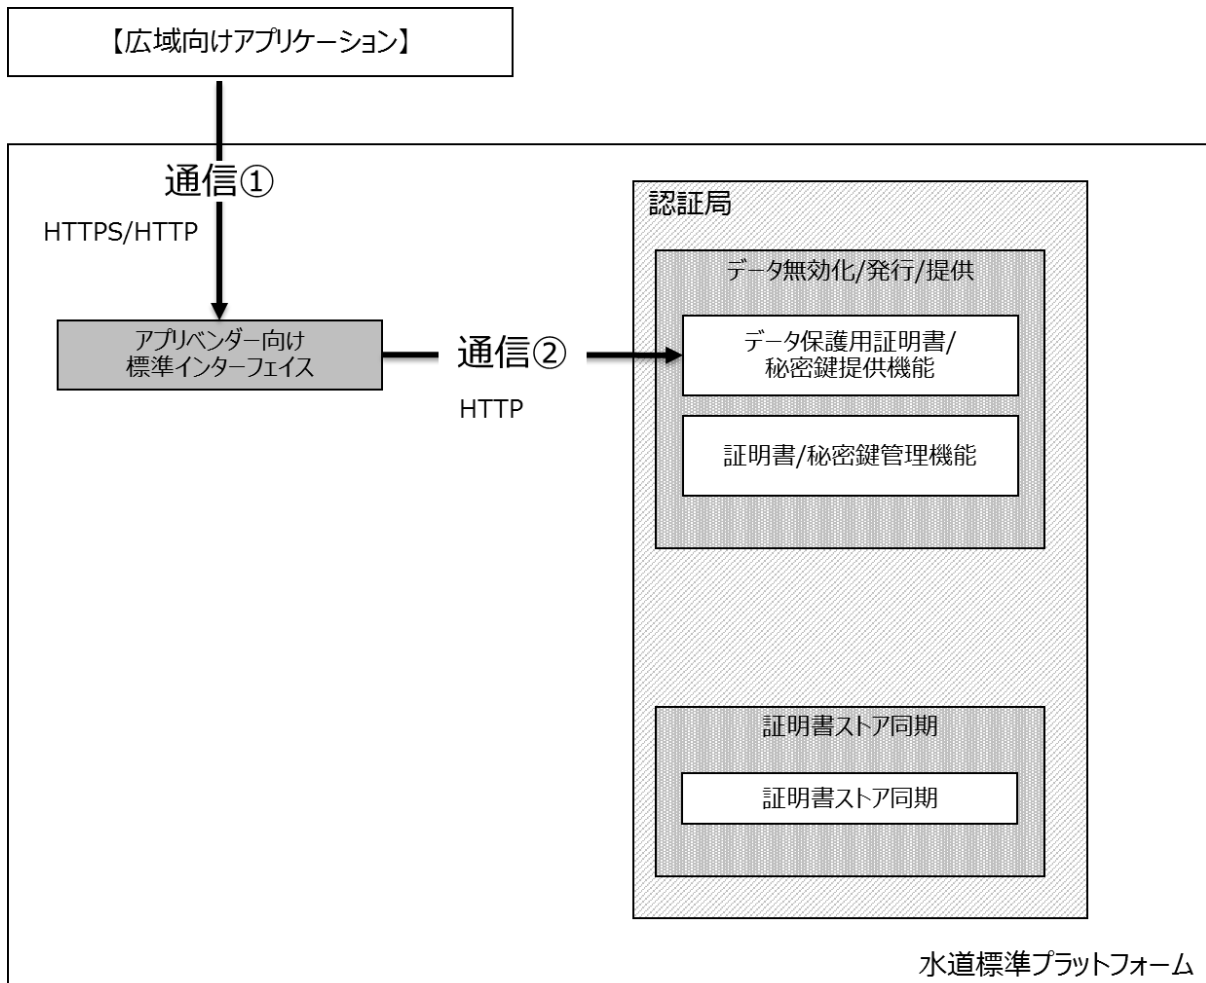 【広域向けアプリケーション】
通信①
HTTPS/HTTP
アプリベンダー向け
標準インターフェイス
通信②
HTTP
認証局
データ無効化/発行/提供
データ保護用証明書/
秘密鍵提供機能
証明書/秘密鍵管理機能
証明書ストア同期
証明書ストア同期
水道標準プラットフォーム